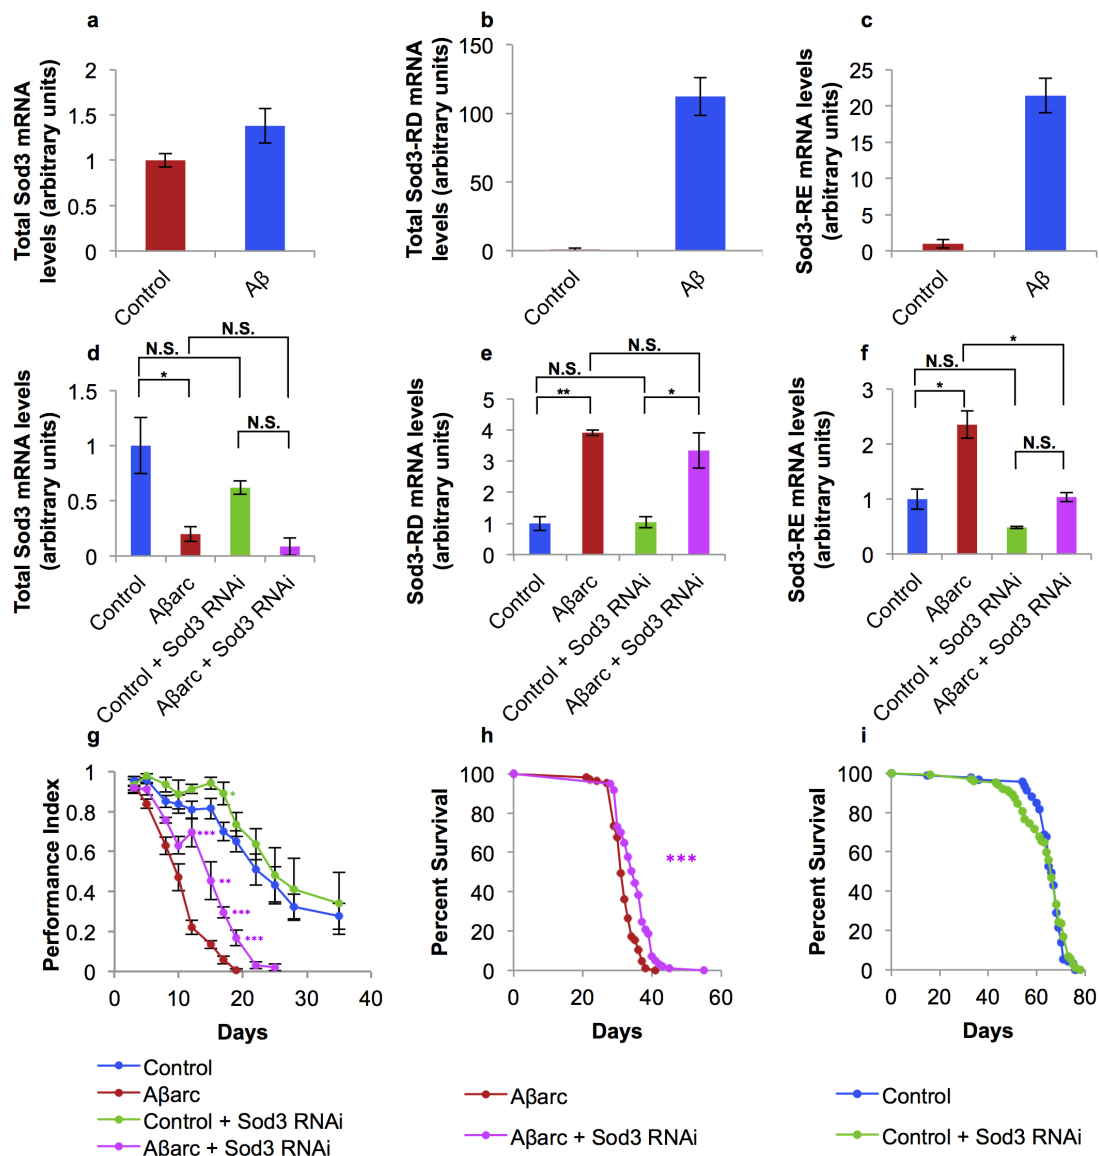 a
Total Sod3 mRNA
levels (arbitrary units)
2
1.5
1
0.5
0
Control
Aβ
b
Total Sod3-RD mRNA
levels (arbitrary units)
150
100
50
0
Control
Aβ
c
Sod3-RE mRNA levels
(arbitrary units)
25
20
15
10
5
0
Control
Aβ
d
Total Sod3 mRNA levels
(arbitrary units)
1.5
1
0.5
0
N.S.
N.S.
*
N.S.
Control
Aβarc
Control + Sod3 RNAi
Aβarc + Sod3 RNAi
e
Sod3-RD mRNA levels
(arbitrary units)
5
4
3
2
1
0
N.S.
N.S.
**
*
Control
Aβarc
Control + Sod3 RNAi
Aβarc + Sod3 RNAi
f
Sod3-RE mRNA levels
(arbitrary units)
3
2
1
0
*
N.S.
*
N.S.
Control
Aβarc
Control + Sod3 RNAi
Aβarc + Sod3 RNAi
g
Performance Index
1
0.8
0.6
0.4
0.2
0
*
***
**
***
***
0 10 20 30 40
Days
Control
Aβarc
Control + Sod3 RNAi
Aβarc + Sod3 RNAi
h
Percent Survival
100
80
60
40
20
0
***
0 20 40 60
Days
Aβarc
Aβarc + Sod3 RNAi
i
Percent Survival
100
80
60
40
20
0
0 20 40 60 80
Days
Control
Control + Sod3 RNAi